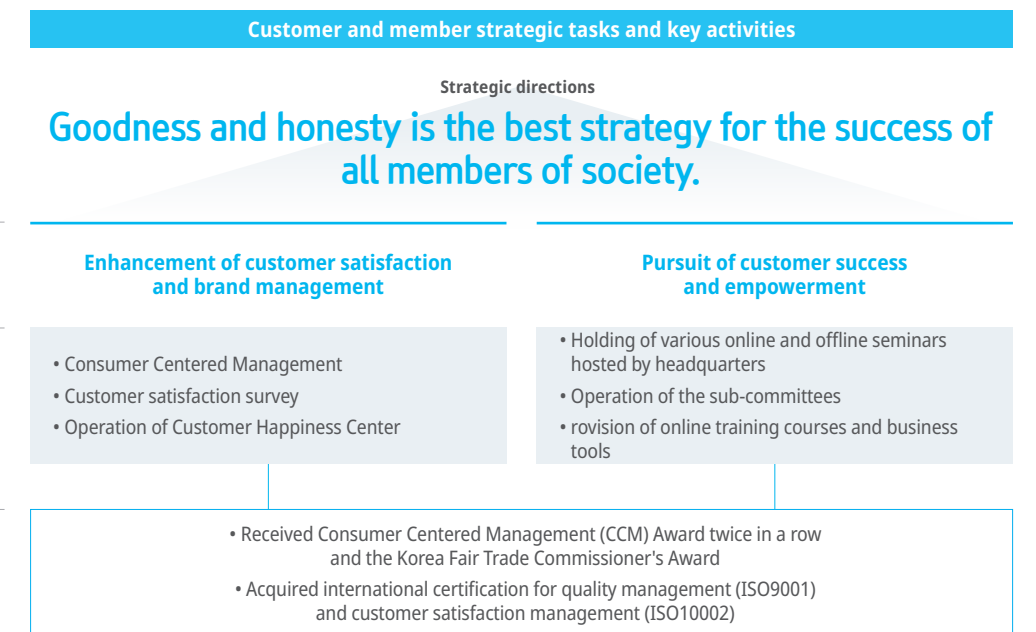 Customer and member strategic tasks and key activities
Strategic directions
Goodness and honesty is the best strategy for the success of
all members of society.
Enhancement of customer satisfaction
and brand management
• Consumer Centered Management
• Customer satisfaction survey
• Operation of Customer Happiness Center
Pursuit of customer success
and empowerment
• Holding of various online and offline seminars
hosted by headquarters
• Operation of the sub-committees
• rovision of online training courses and business
tools
• Received Consumer Centered Management (CCM) Award twice in a row
and the Korea Fair Trade Commissioner's Award
• Acquired international certification for quality management (ISO9001)
and customer satisfaction management (ISO10002)